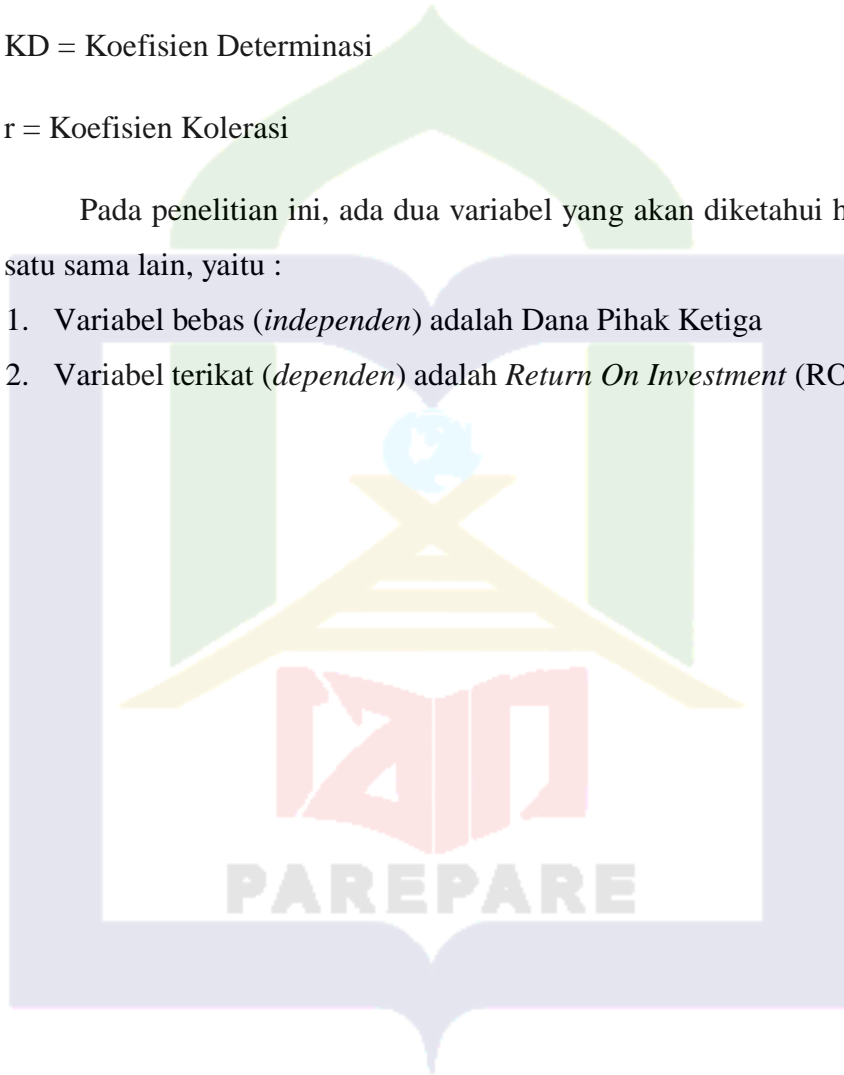 KD = Koefisien Determinasi
r = Koefisien Kolerasi
Pada penelitian ini, ada dua variabel yang akan diketahui
satu sama lain, yaitu :
1. Variabel bebas (independen) adalah Dana Pihak Ketiga
2. Variabel terikat (dependen) adalah Return On Investment
iain
PAREPARE